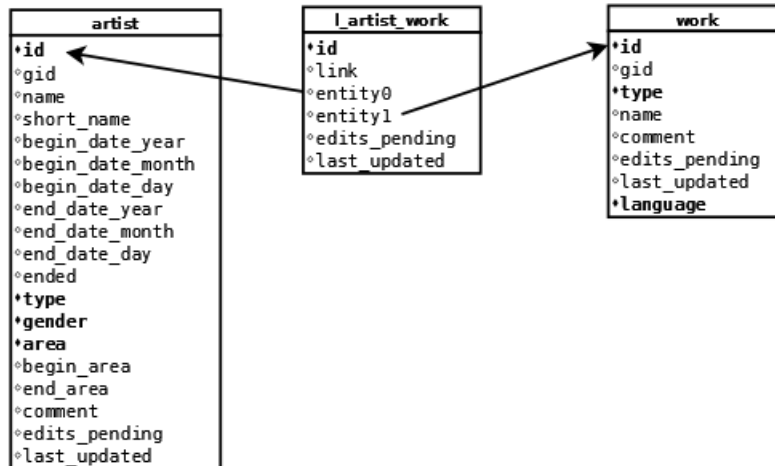 artist
id
gid
name
short_name
begin_date_year
begin_date_month
begin_date_day
end_date_year
end_date_month
end_date_day
ended
type
gender
area
begin_area
end_area
comment
edits_pending
last_updated
l_artist_work
id
link
entity0
entity1
edits_pending
last_updated
work
id
gid
type
name
comment
edits_pending
last_updated
language